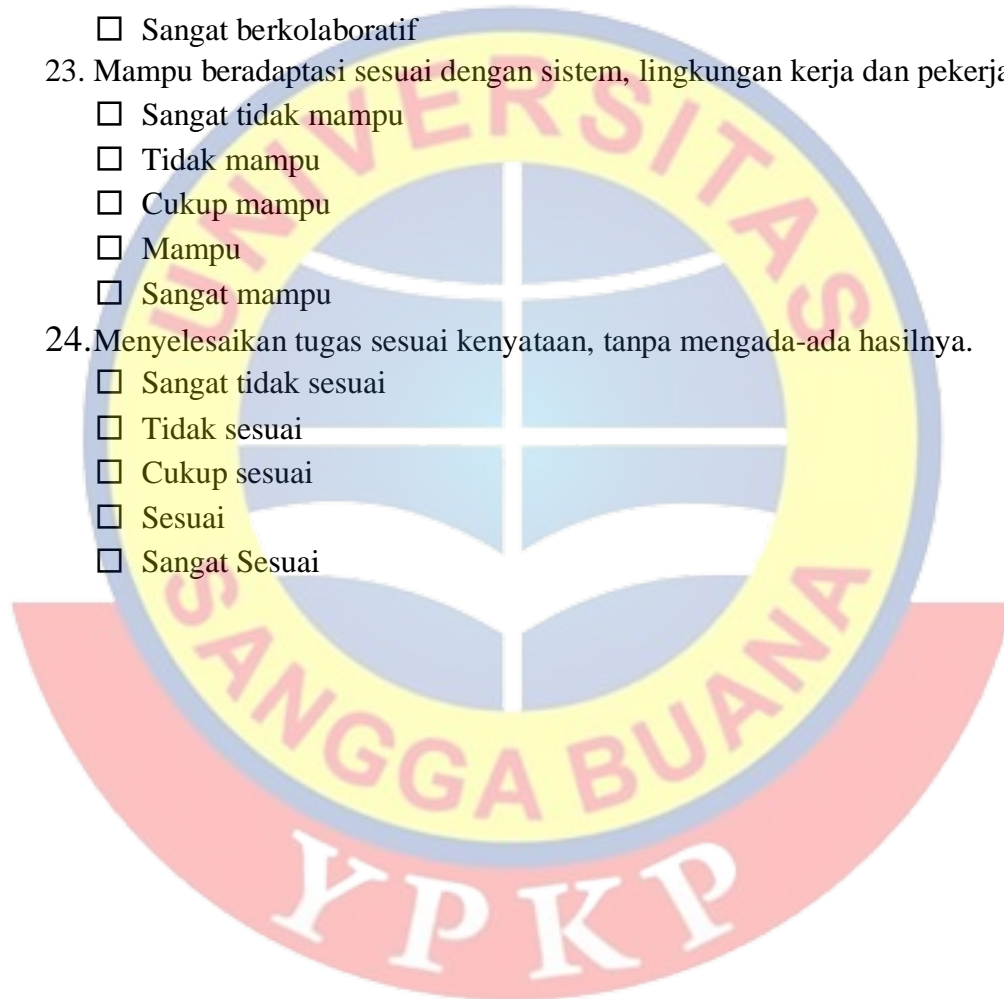 ☐ Sangat berkolaboratif
23. Mampu beradaptasi sesuai dengan sistem, lingkungan kerja dan
☐ Sangat tidak mampu
☐ Tidak mampu
☐ Cukup mampu
☐ Mampu
☐ Sangat mampu
24.Menyelesaikan tugas sesuai kenyataan, tanpa mengada-ada hasilnya.
☐ Sangat tidak sesuai
☐ Tidak sesuai
☐ Cukup sesuai
☐ Sesuai
☐ Sangat Sesuai
UNIVERSITAS
SANGGA BUANA
YPKP